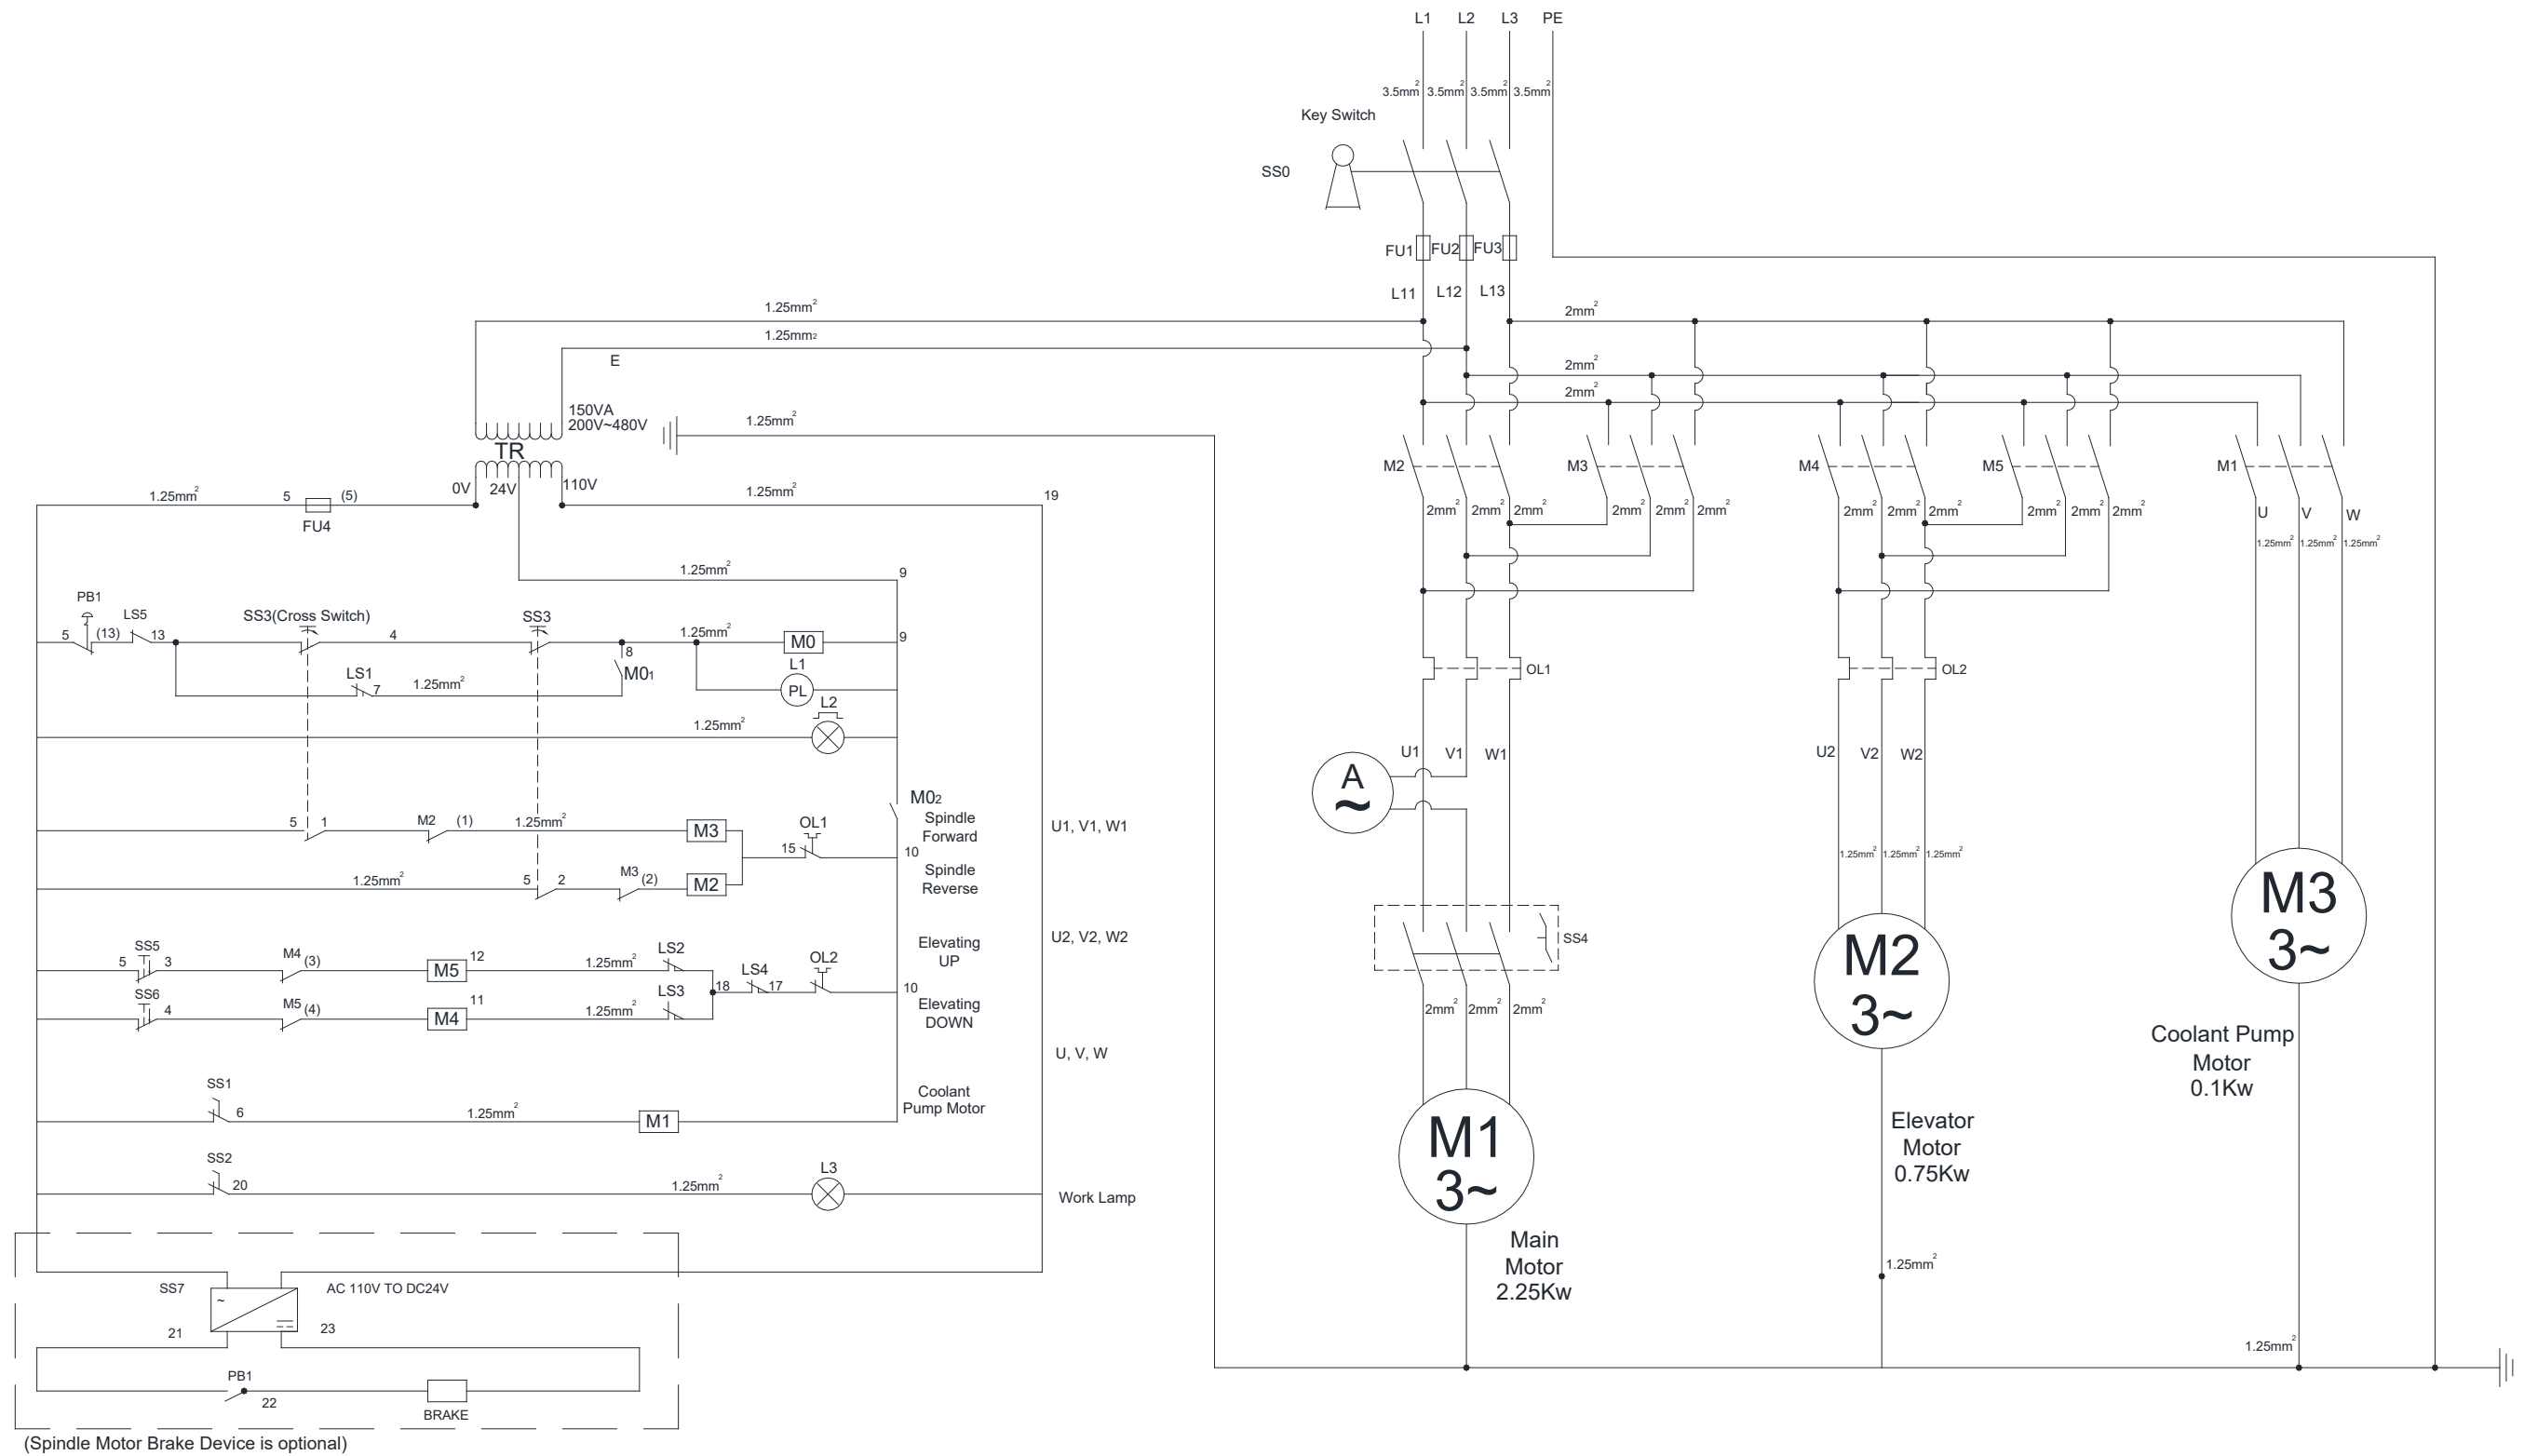 L1 L2 L3 PE
3.5mm² 3.5mm² 3.5mm² 3.5mm²
Key Switch
SS0
FU1 FU2 FU3
L11 L12 L13
1.25mm²
2mm²
1.25mm²
E
2mm²
2mm²
150VA
200V~480V
1.25mm²
TR
0V 24V 110V
1.25mm² 5 (5)
FU4
1.25mm² 19
M2 M3 M4 M5 M1
2mm² 2mm² 2mm² 2mm² 2mm² 2mm² 2mm² 2mm² 2mm² 2mm² 2mm² 2mm²
U V W
1.25mm² 1.25mm² 1.25mm²
1.25mm² 9
PB1 LS5 SS3(Cross Switch) SS3
5 (13) 13 4 1.25mm² M0 9
8
M01
LS1 7 1.25mm²
L1
PL
L2
1.25mm²
OL1 OL2
U1 V1 W1 U2 V2 W2
A
~
M02
Spindle
Forward
5 1 M2 (1) 1.25mm² M3 OL1
U1, V1, W1
15 10
1.25mm² 5 2 M3 (2) M2
Spindle
Reverse
1.25mm² 1.25mm² 1.25mm²
M3
3~
SS5
5 3 M4 (3) M5 12 1.25mm² LS2
Elevating
UP
U2, V2, W2
SS4
18 LS4 17 OL2 10
SS6
4 M5 (4) M4 11 1.25mm² LS3
Elevating
DOWN
2mm² 2mm² 2mm²
M2
3~
U, V, W
Coolant Pump
Motor
0.1Kw
SS1
6 1.25mm² M1
Coolant
Pump Motor
M1
3~
Elevator
Motor
0.75Kw
SS2
20 1.25mm² L3
Work Lamp
Main
Motor
2.25Kw
1.25mm²
SS7 ~ AC 110V TO DC24V
21 23
1.25mm²
PB1
22
BRAKE
(Spindle Motor Brake Device is optional)